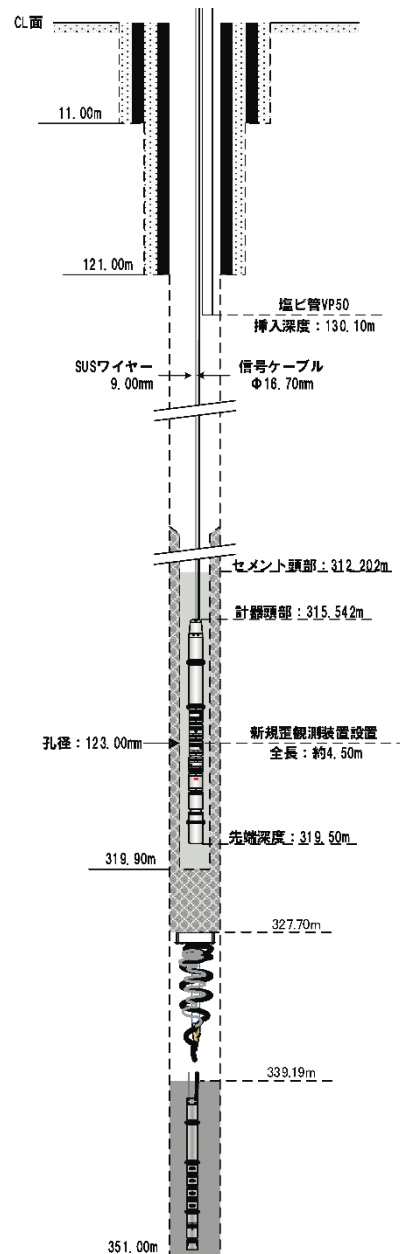 CL面
11.00m
121.00m
塩ビ管VP50
挿入深度：130.10m
SUSワイヤー
9.00mm
信号ケーブル
Φ16.70mm
セメント頭部：312.202m
計器頭部：315.542m
孔径：123.00mm
新規歪観測装置設置
全長：約4.50m
先端深度：319.50m
319.90m
327.70m
339.19m
351.00m